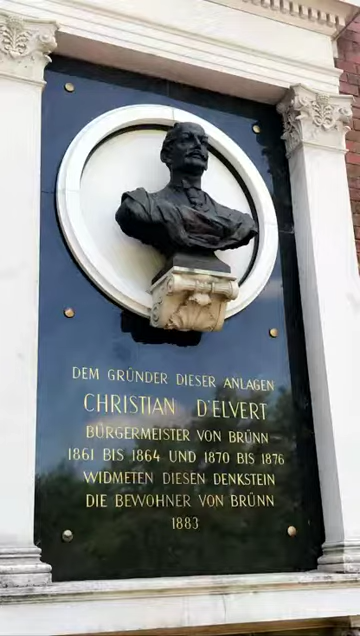 DEM GRÜNDER DIESER ANLAGEN
CHRISTIAN D'ELVERT
BÜRGERMEISTER VON BRÜNN
1861 BIS 1864 UND 1870 BIS 1876
WIDMETEN DIESEN DENKSTEIN
DIE BEWOHNER VON BRÜNN
1883